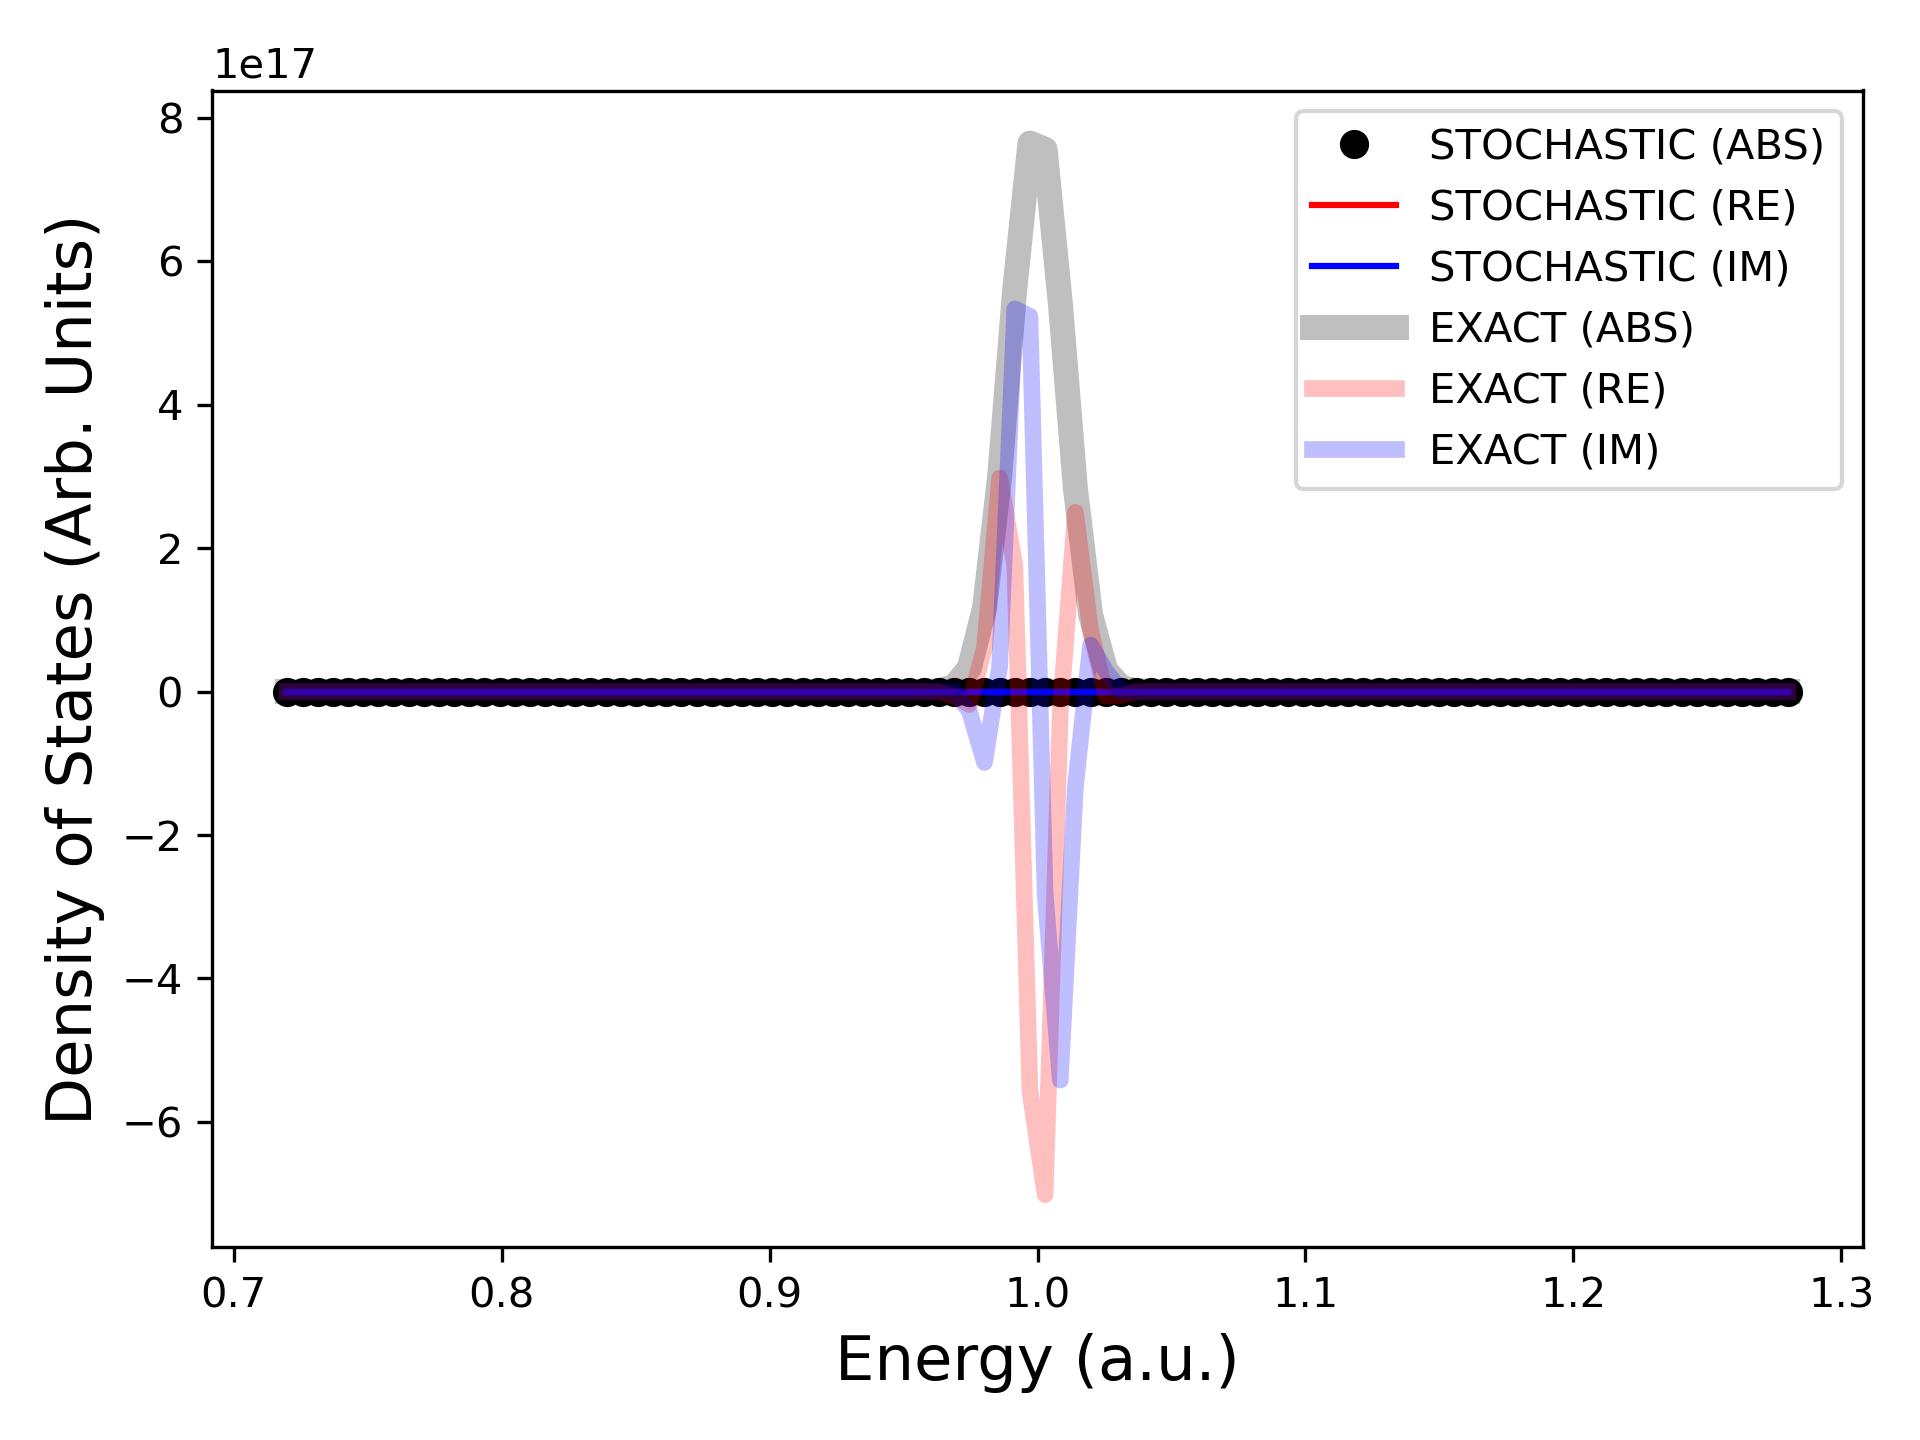 1e17
8
6
4
2
0
−2
−4
−6
Density of States (Arb. Units)
STOCHASTIC (ABS)
STOCHASTIC (RE)
STOCHASTIC (IM)
EXACT (ABS)
EXACT (RE)
EXACT (IM)
0.7 0.8 0.9 1.0 1.1 1.2 1.3
Energy (a.u.)